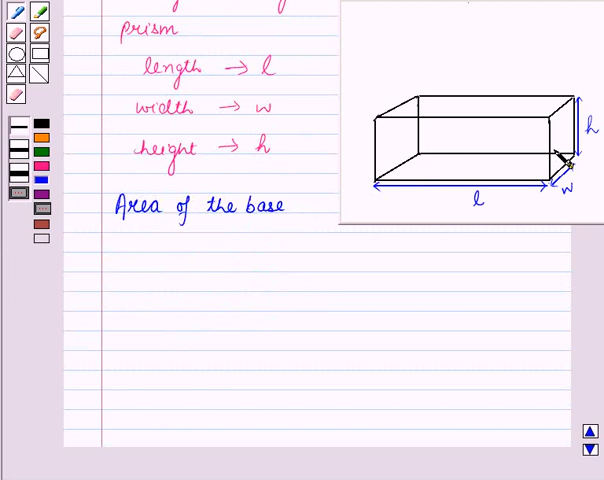 prism
length → l
width → w
height → h
Area of the base
h
w
l